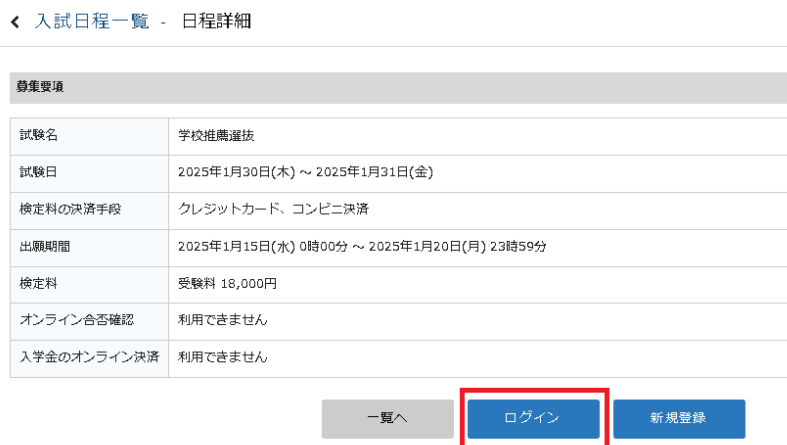 入試日程一覧 - 日程詳細
募集要項
試験名 学校推薦選抜
試験日 2025年1月30日(木) ～ 2025年1月31日(金)
検定料の決済手段 クレジットカード、コンビニ決済
出願期間 2025年1月15日(水) 0時00分 ～ 2025年1月20日(月) 23時59分
検定料 受験料 18,000円
オンライン合否確認 利用できません
入学金のオンライン決済 利用できません
一覧へ ログイン 新規登録